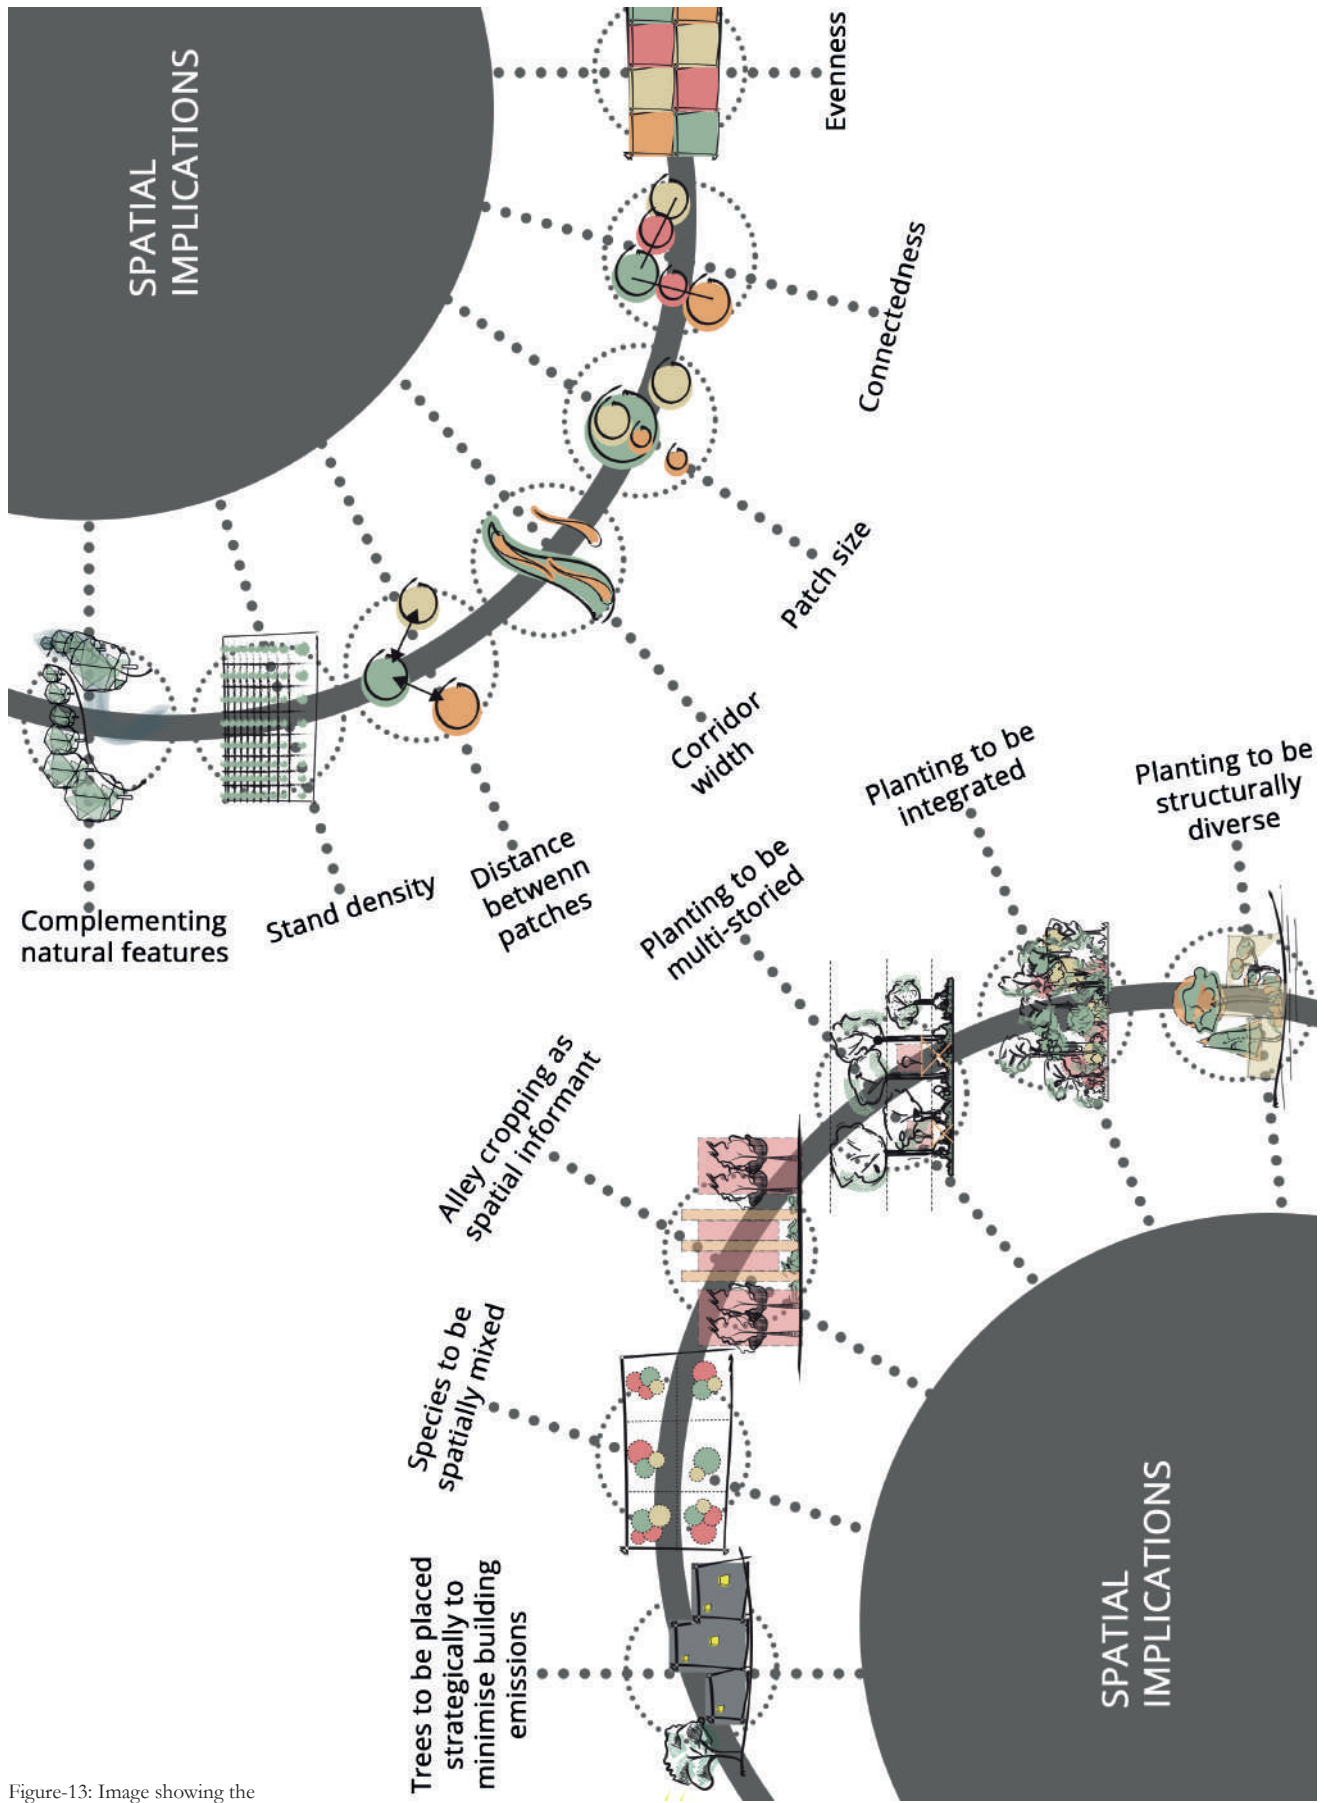 SPATIAL
IMPLICATIONS
Evenness
Connectedness
Patch size
Corridor
width
Distance
betwenn
patches
Stand density
Complementing
natural features
Planting to be
structurally
diverse
Planting to be
integrated
Planting to be
multi-storied
Alley cropping as
spatial informant
Species to be
spatially mixed
Trees to be placed
strategically to
minimise building
emissions
SPATIAL
IMPLICATIONS
Figure-13: Image showing the